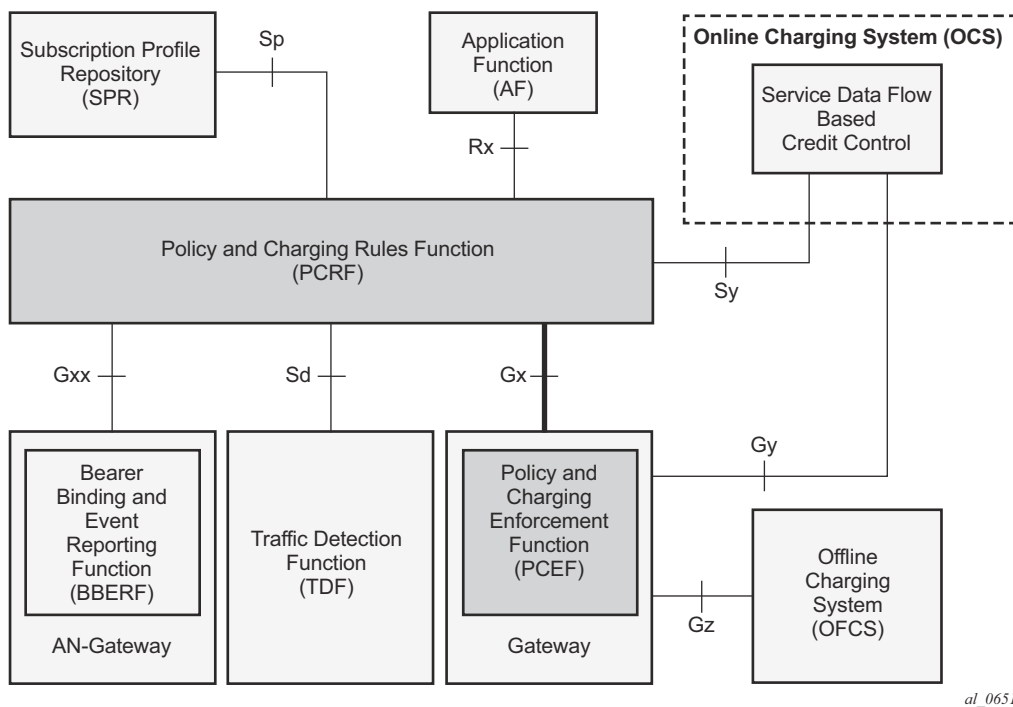 Subscription Profile
Repository
(SPR)
Sp
Application
Function
(AF)
Rx
Online Charging System (OCS)
Service Data Flow
Based
Credit Control
Policy and Charging Rules Function
(PCRF)
Sy
Gxx
Sd
Gx
Gy
Bearer
Binding and
Event
Reporting
Function
(BBERF)
AN-Gateway
Traffic Detection
Function
(TDF)
Policy and
Charging
Enforcement
Function
(PCEF)
Gateway
Gz
Offline
Charging
System
(OFCS)
al_0651